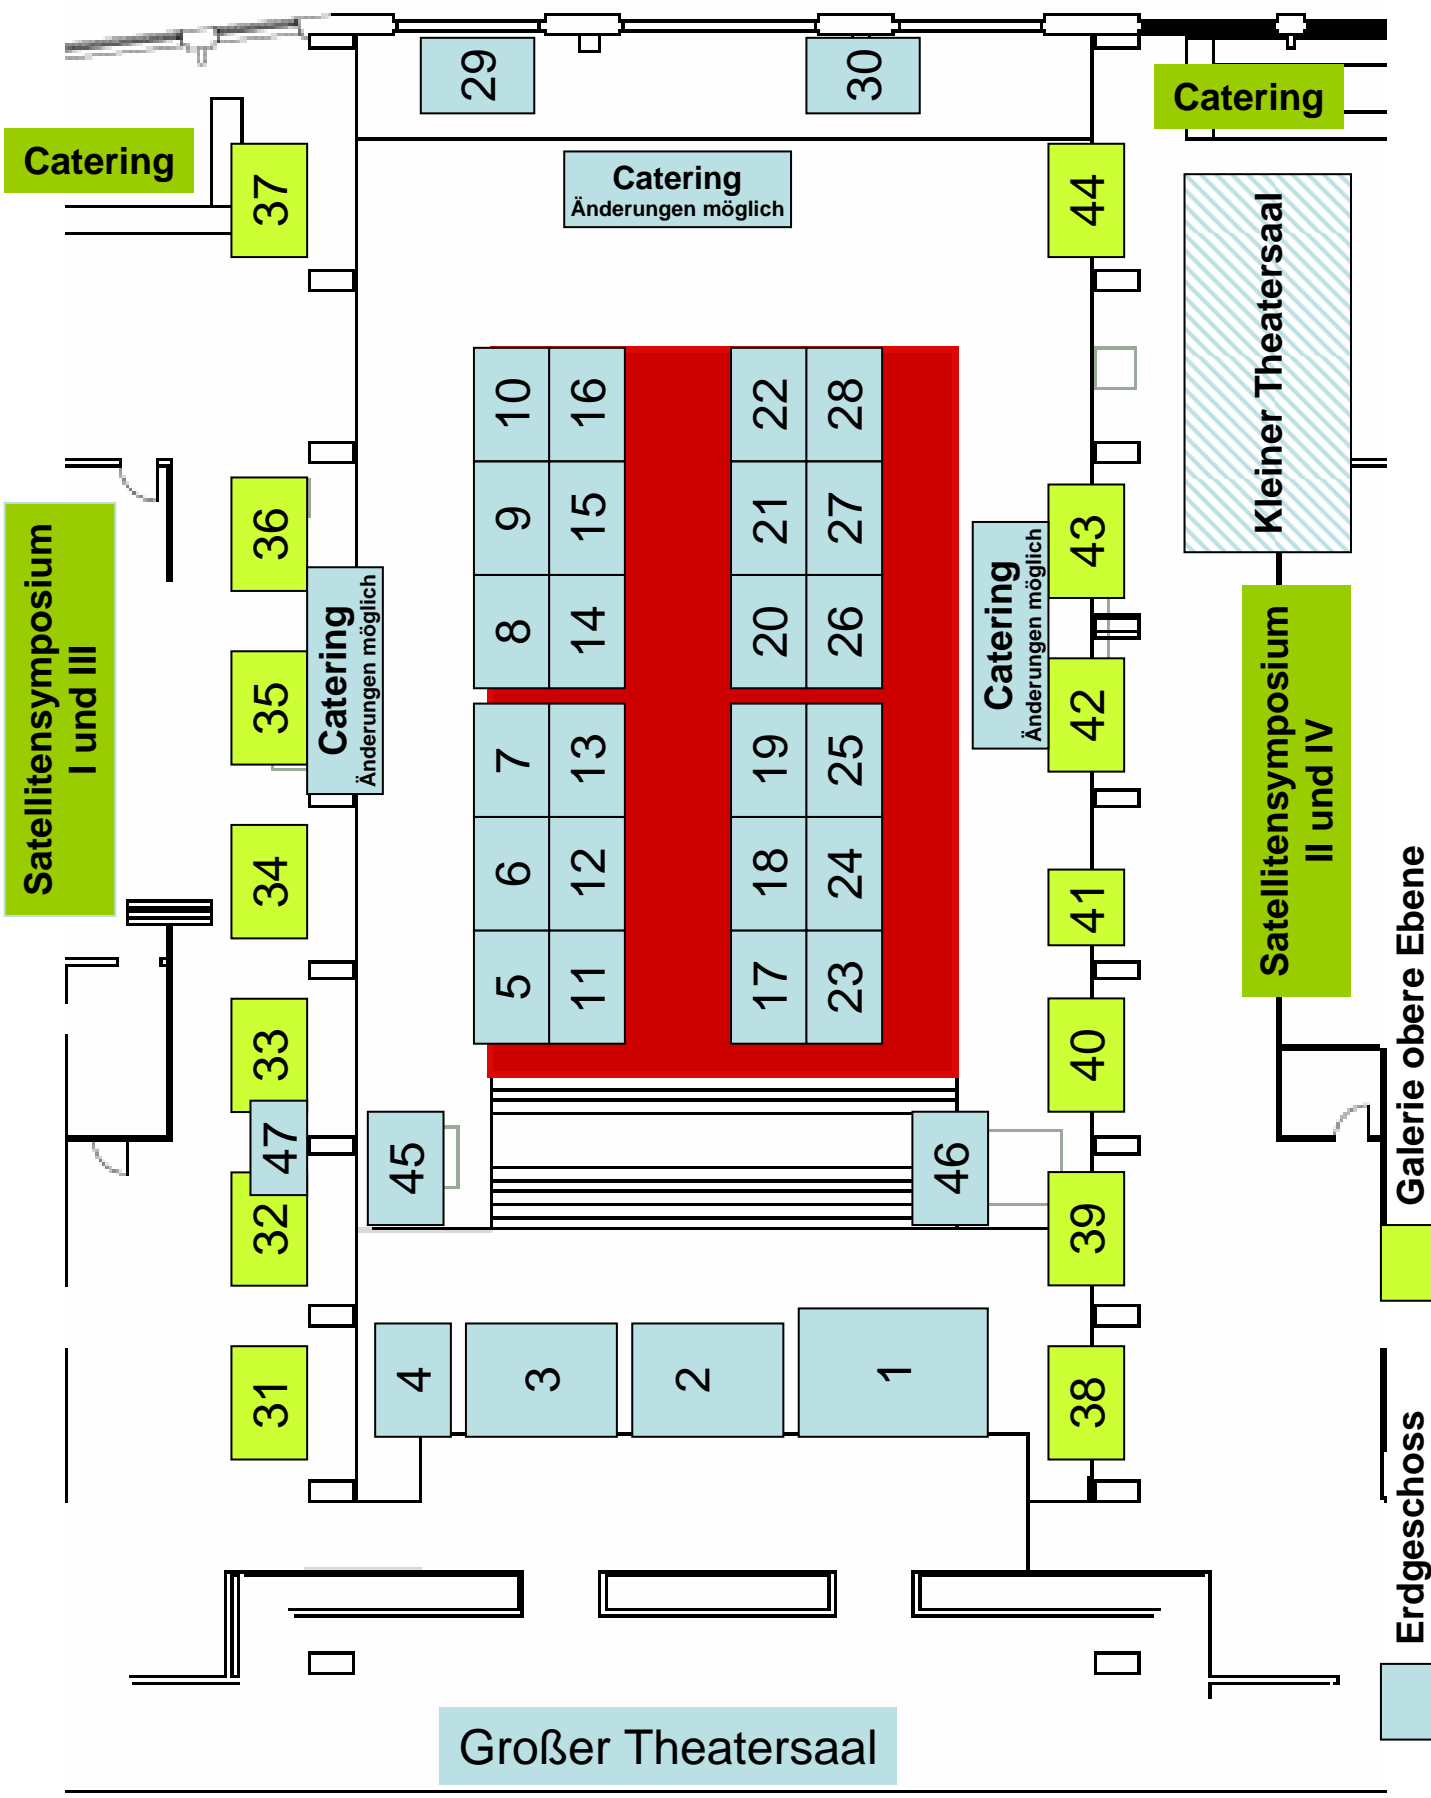 29
30
Catering
Catering
37
Catering
Änderungen möglich
44
Kleiner Theatersaal
10
16
22
28
9
15
21
27
8
14
20
26
7
13
19
25
6
12
18
24
5
11
17
23
Satellitensymposium
I und III
36
35
Catering
Änderungen möglich
Catering
Änderungen möglich
43
42
Satellitensymposium
II und IV
34
41
33
40
47
45
46
32
39
31
4
3
2
1
38
Galerie obere Ebene
Erdgeschoss
Großer Theatersaal